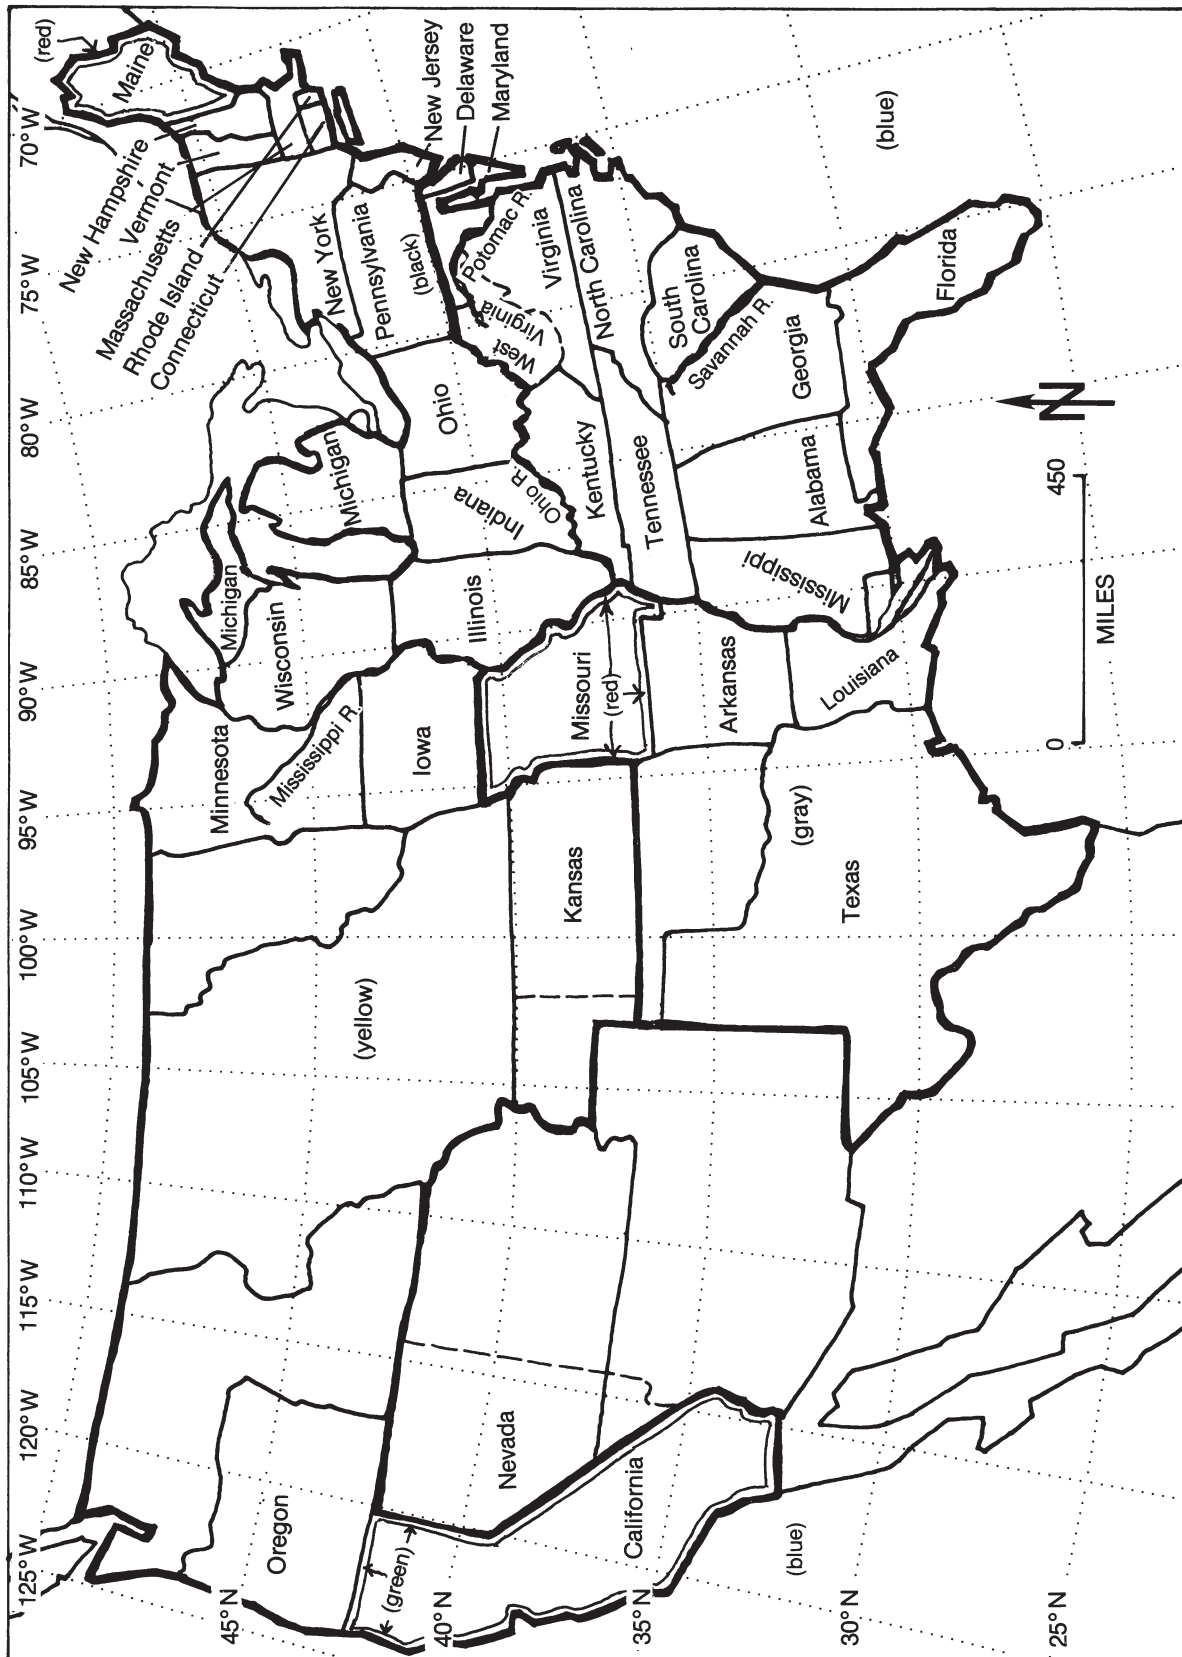 125°W
120°W
115°W
110°W
105°W
100°W
95°W
90°W
85°W
80°W
75°W
70°W
(red)
Maine
New Hampshire
Vermont
Massachusetts
Rhode Island
Connecticut
New York
Pennsylvania
(black)
New Jersey
Delaware
Maryland
Potomac R.
Virginia
West
Virginia
North Carolina
South
Carolina
Savannah R.
Georgia
Florida
(blue)
Ohio
Indiana
Ohio R.
Kentucky
Tennessee
Alabama
Mississippi
Michigan
Michigan
Wisconsin
Illinois
Minnesota
Mississippi R.
Iowa
Missouri
(red)
Arkansas
Louisiana
(yellow)
Kansas
(gray)
Texas
Oregon
(green)
Nevada
California
(blue)
45°N
40°N
35°N
30°N
25°N
N
0
450
MILES